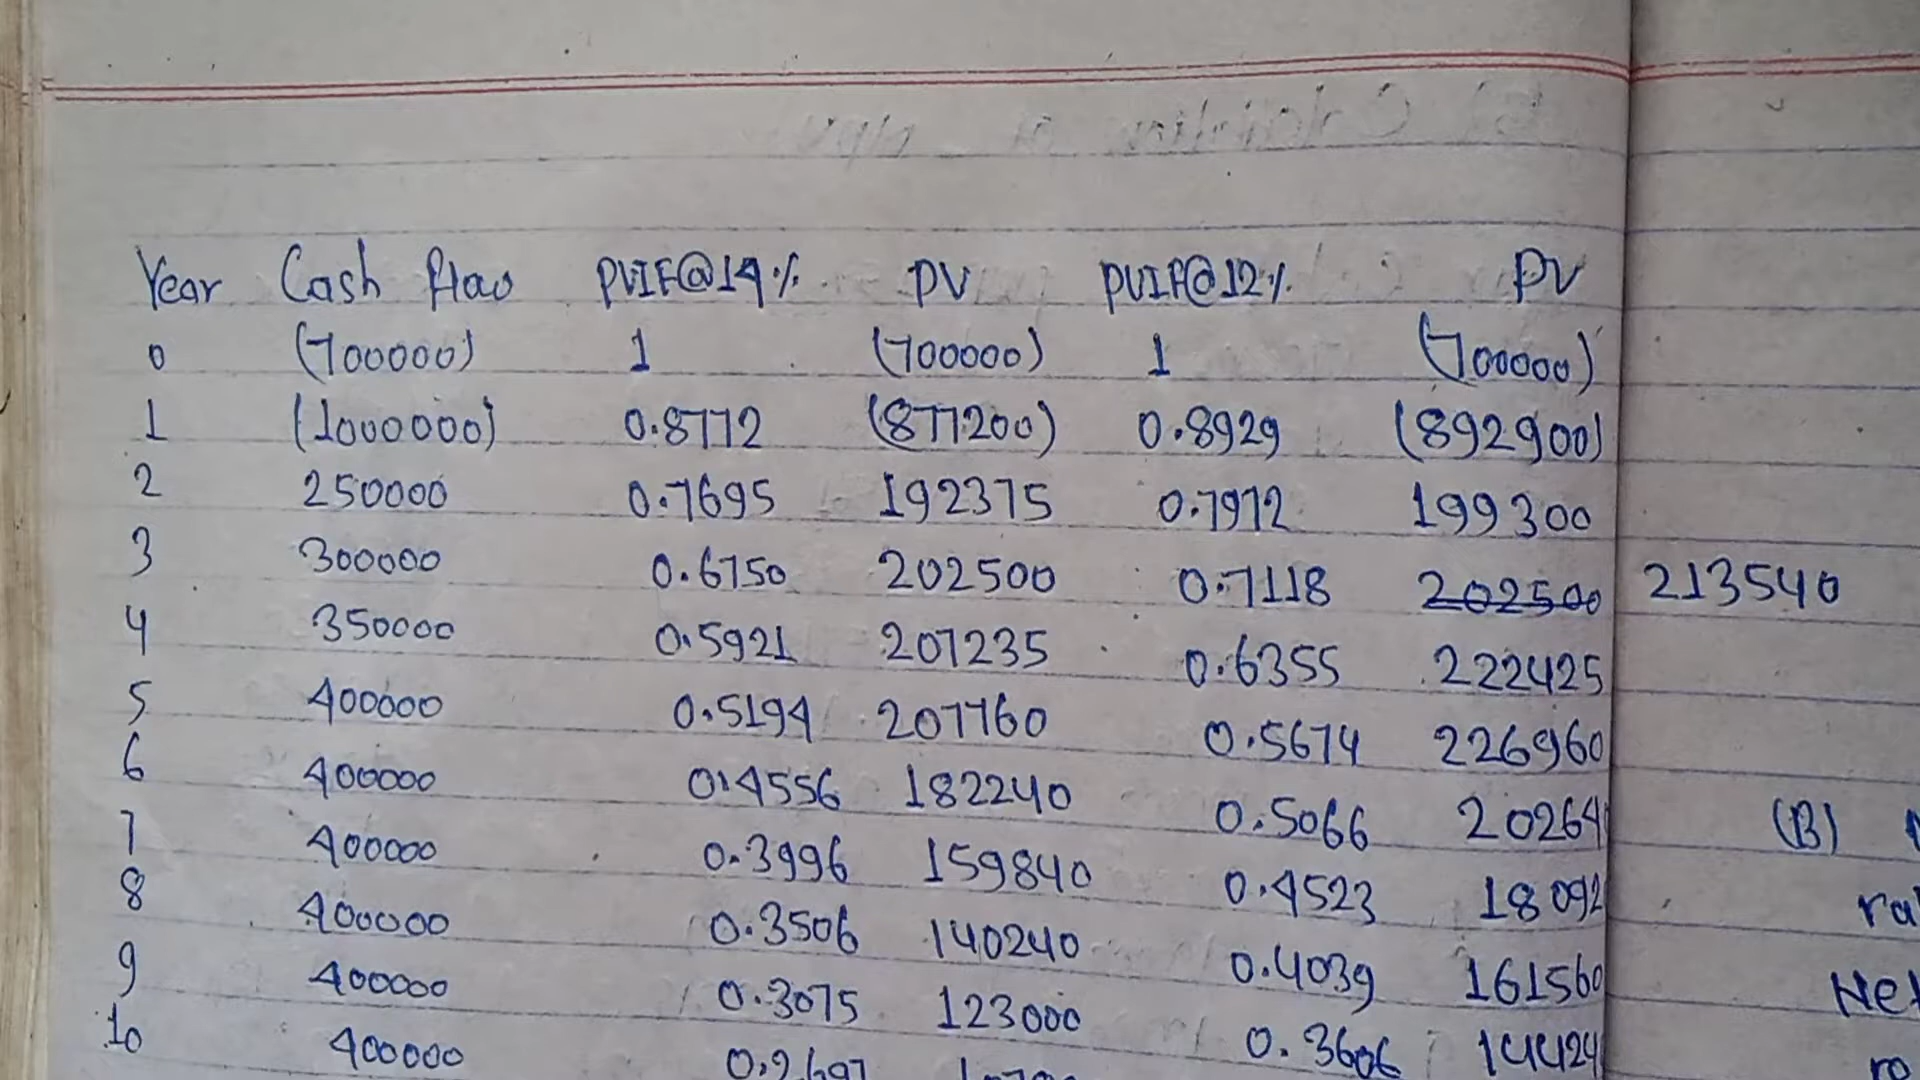 Year Cash flow PVIF@14% PV PVIF@12% PV
0 (700000) 1 (700000) 1 (700000)
1 (1000000) 0.8772 (877200) 0.8929 (892900)
2 250000 0.7695 192375 0.7972 199300
3 300000 0.6750 202500 0.7118 202500 213540
4 350000 0.5921 207235 0.6355 222425
5 400000 0.5194 207760 0.5674 226960
6 400000 0.4556 182240 0.5066 20264
7 400000 0.3996 159840 0.4523 18092
8 400000 0.3506 140240 0.4039 161560
9 400000 0.3075 123000 0.3606 14424
10 400000 0.2697
(B)